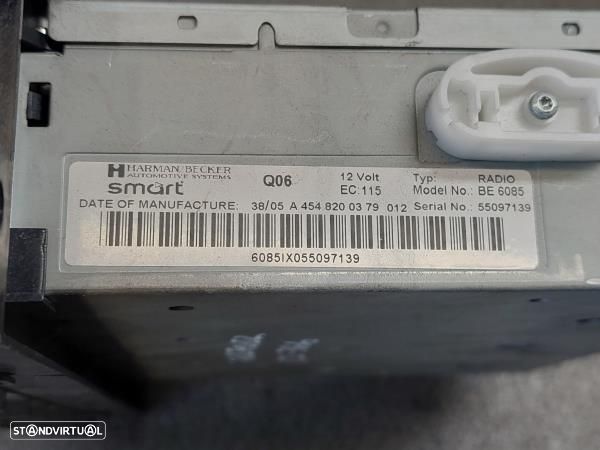 HARMAN/BECKER
AUTOMOTIVE SYSTEMS
smart
Q06
12 Volt
EC:115
Typ: RADIO
Model No.: BE 6085
DATE OF MANUFACTURE: 38/05 A 454 820 03 79 012 Serial No.: 55097139
6085IX055097139
STANDVIRTUAL